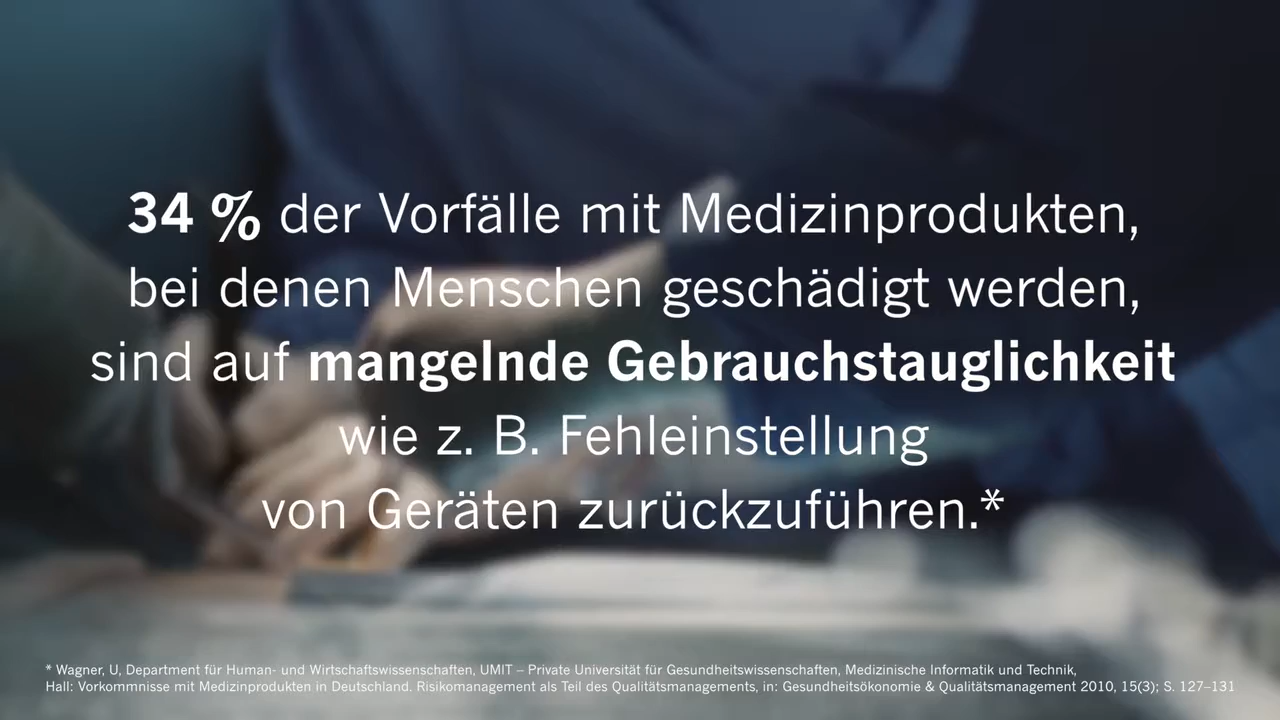 34 % der Vorfälle mit Medizinprodukten,
bei denen Menschen geschädigt werden,
sind auf mangelnde Gebrauchstauglichkeit
wie z. B. Fehleinstellung
von Geräten zurückzuführen.*
* Wagner, U, Department für Human- und Wirtschaftswissenschaften, UMIT – Private Universität für Gesundheitswissenschaften, Medizinische Informatik und Technik,
Hall: Vorkommnisse mit Medizinprodukten in Deutschland. Risikomanagement als Teil des Qualitätsmanagements, in: Gesundheitsökonomie & Qualitätsmanagement 2010, 15(3); S. 127–131